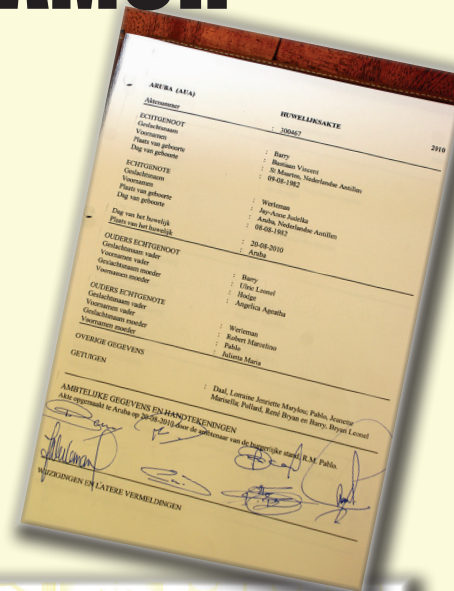 ARUBA (AUA)
HUWELIJKSAKTE
2010
Aktenummer : 300467
ECHTGENOOT
Geslachtsnaam : Barry
Voornamen : Bastiaan Vincent
Plaats van geboorte : St Maarten, Nederlandse Antillen
Dag van geboorte : 09-08-1982
ECHTGENOTE
Geslachtsnaam : Werleman
Voornamen : Jay-Anne Josielka
Plaats van geboorte : Aruba, Nederlandse Antillen
Dag van geboorte : 08-08-1982
Dag van het huwelijk : 20-08-2010
Plaats van het huwelijk : Aruba
OUDERS ECHTGENOOT
Geslachtsnaam vader : Barry
Voornamen vader : Ulric Leonel
Geslachtsnaam moeder : Hodge
Voornamen moeder : Angelica Ageatha
OUDERS ECHTGENOTE
Geslachtsnaam vader : Werleman
Voornamen vader : Robert Marcelino
Geslachtsnaam moeder : Pablo
Voornamen moeder : Julietta Maria
OVERIGE GEGEVENS
GETUIGEN : Daal, Lorraine Jenriette Marylou; Pablo, Jeanette
Marisella; Pollard, René Bryan en Barry, Bryan Leonel
AMBTELIJKE GEGEVENS EN HANDTEKENINGEN
Akte opgemaakt te Aruba op 20-08-2010 door de ambtenaar van de burgerlijke stand, R.M. Pablo.
WIJZIGINGEN EN LATERE VERMELDINGEN